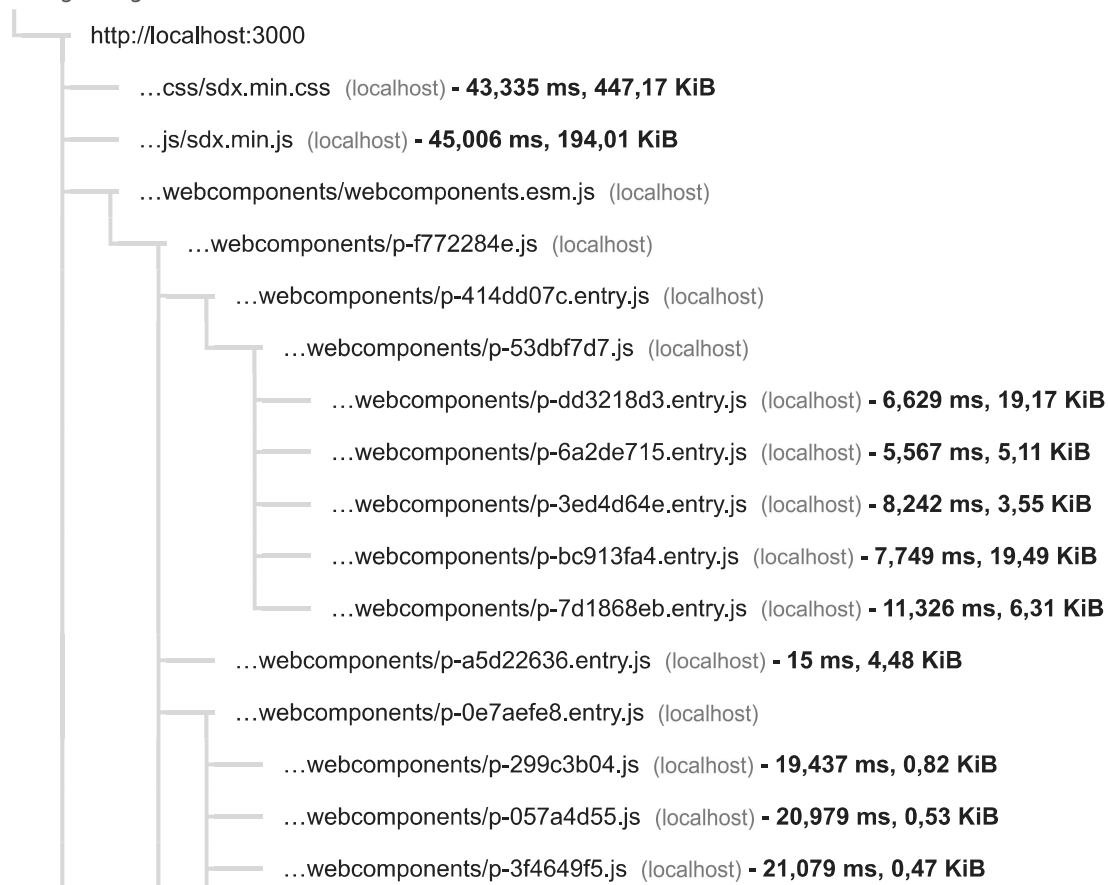 http://localhost:3000
…css/sdx.min.css (localhost) - 43,335 ms, 447,17 KiB
…js/sdx.min.js (localhost) - 45,006 ms, 194,01 KiB
…webcomponents/webcomponents.esm.js (localhost)
…webcomponents/p-f772284e.js (localhost)
…webcomponents/p-414dd07c.entry.js (localhost)
…webcomponents/p-53dbf7d7.js (localhost)
…webcomponents/p-dd3218d3.entry.js (localhost) - 6,629 ms, 19,17 KiB
…webcomponents/p-6a2de715.entry.js (localhost) - 5,567 ms, 5,11 KiB
…webcomponents/p-3ed4d64e.entry.js (localhost) - 8,242 ms, 3,55 KiB
…webcomponents/p-bc913fa4.entry.js (localhost) - 7,749 ms, 19,49 KiB
…webcomponents/p-7d1868eb.entry.js (localhost) - 11,326 ms, 6,31 KiB
…webcomponents/p-a5d22636.entry.js (localhost) - 15 ms, 4,48 KiB
…webcomponents/p-0e7aefe8.entry.js (localhost)
…webcomponents/p-299c3b04.js (localhost) - 19,437 ms, 0,82 KiB
…webcomponents/p-057a4d55.js (localhost) - 20,979 ms, 0,53 KiB
…webcomponents/p-3f4649f5.js (localhost) - 21,079 ms, 0,47 KiB